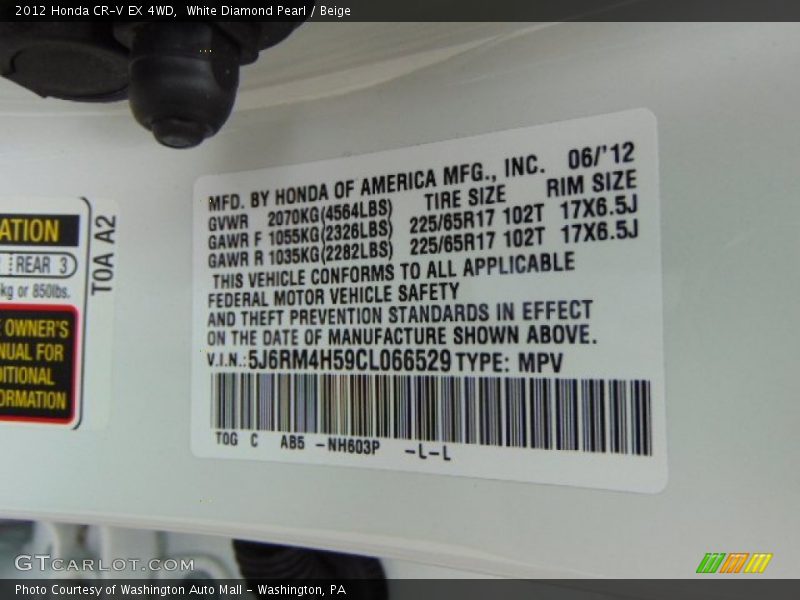 2012 Honda CR-V EX 4WD, White Diamond Pearl / Beige
ATION
REAR 3
kg or 850lbs.
OWNER'S
NUAL FOR
DITIONAL
ORMATION
TOA A2
MFD. BY HONDA OF AMERICA MFG., INC. 06/'12
GVWR 2070KG(4564LBS) TIRE SIZE RIM SIZE
GAWR F 1055KG(2326LBS) 225/65R17 102T 17X6.5J
GAWR R 1035KG(2282LBS) 225/65R17 102T 17X6.5J
THIS VEHICLE CONFORMS TO ALL APPLICABLE
FEDERAL MOTOR VEHICLE SAFETY
AND THEFT PREVENTION STANDARDS IN EFFECT
ON THE DATE OF MANUFACTURE SHOWN ABOVE.
V.I.N.:5J6RM4H59CL066529 TYPE: MPV
TOG C AB5 -NH603P -L-L
GTCARLOT.COM
Photo Courtesy of Washington Auto Mall - Washington, PA